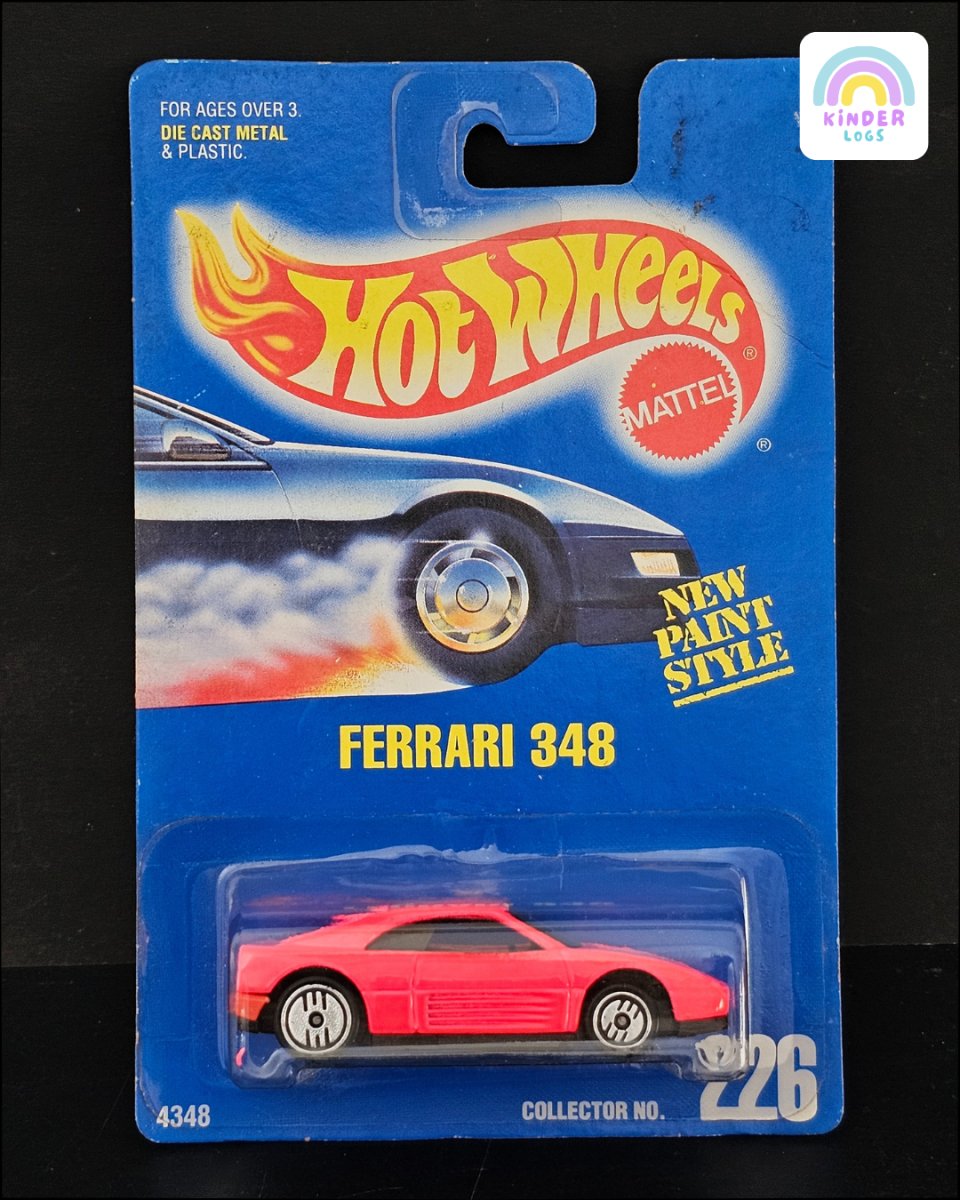 KiNDER
LOGS
FOR AGES OVER 3.
DIE CAST METAL
& PLASTIC.
HOT WHEELS
®
MATTEL
®
NEW
PAINT
STYLE
FERRARI 348
4348
COLLECTOR NO. 226